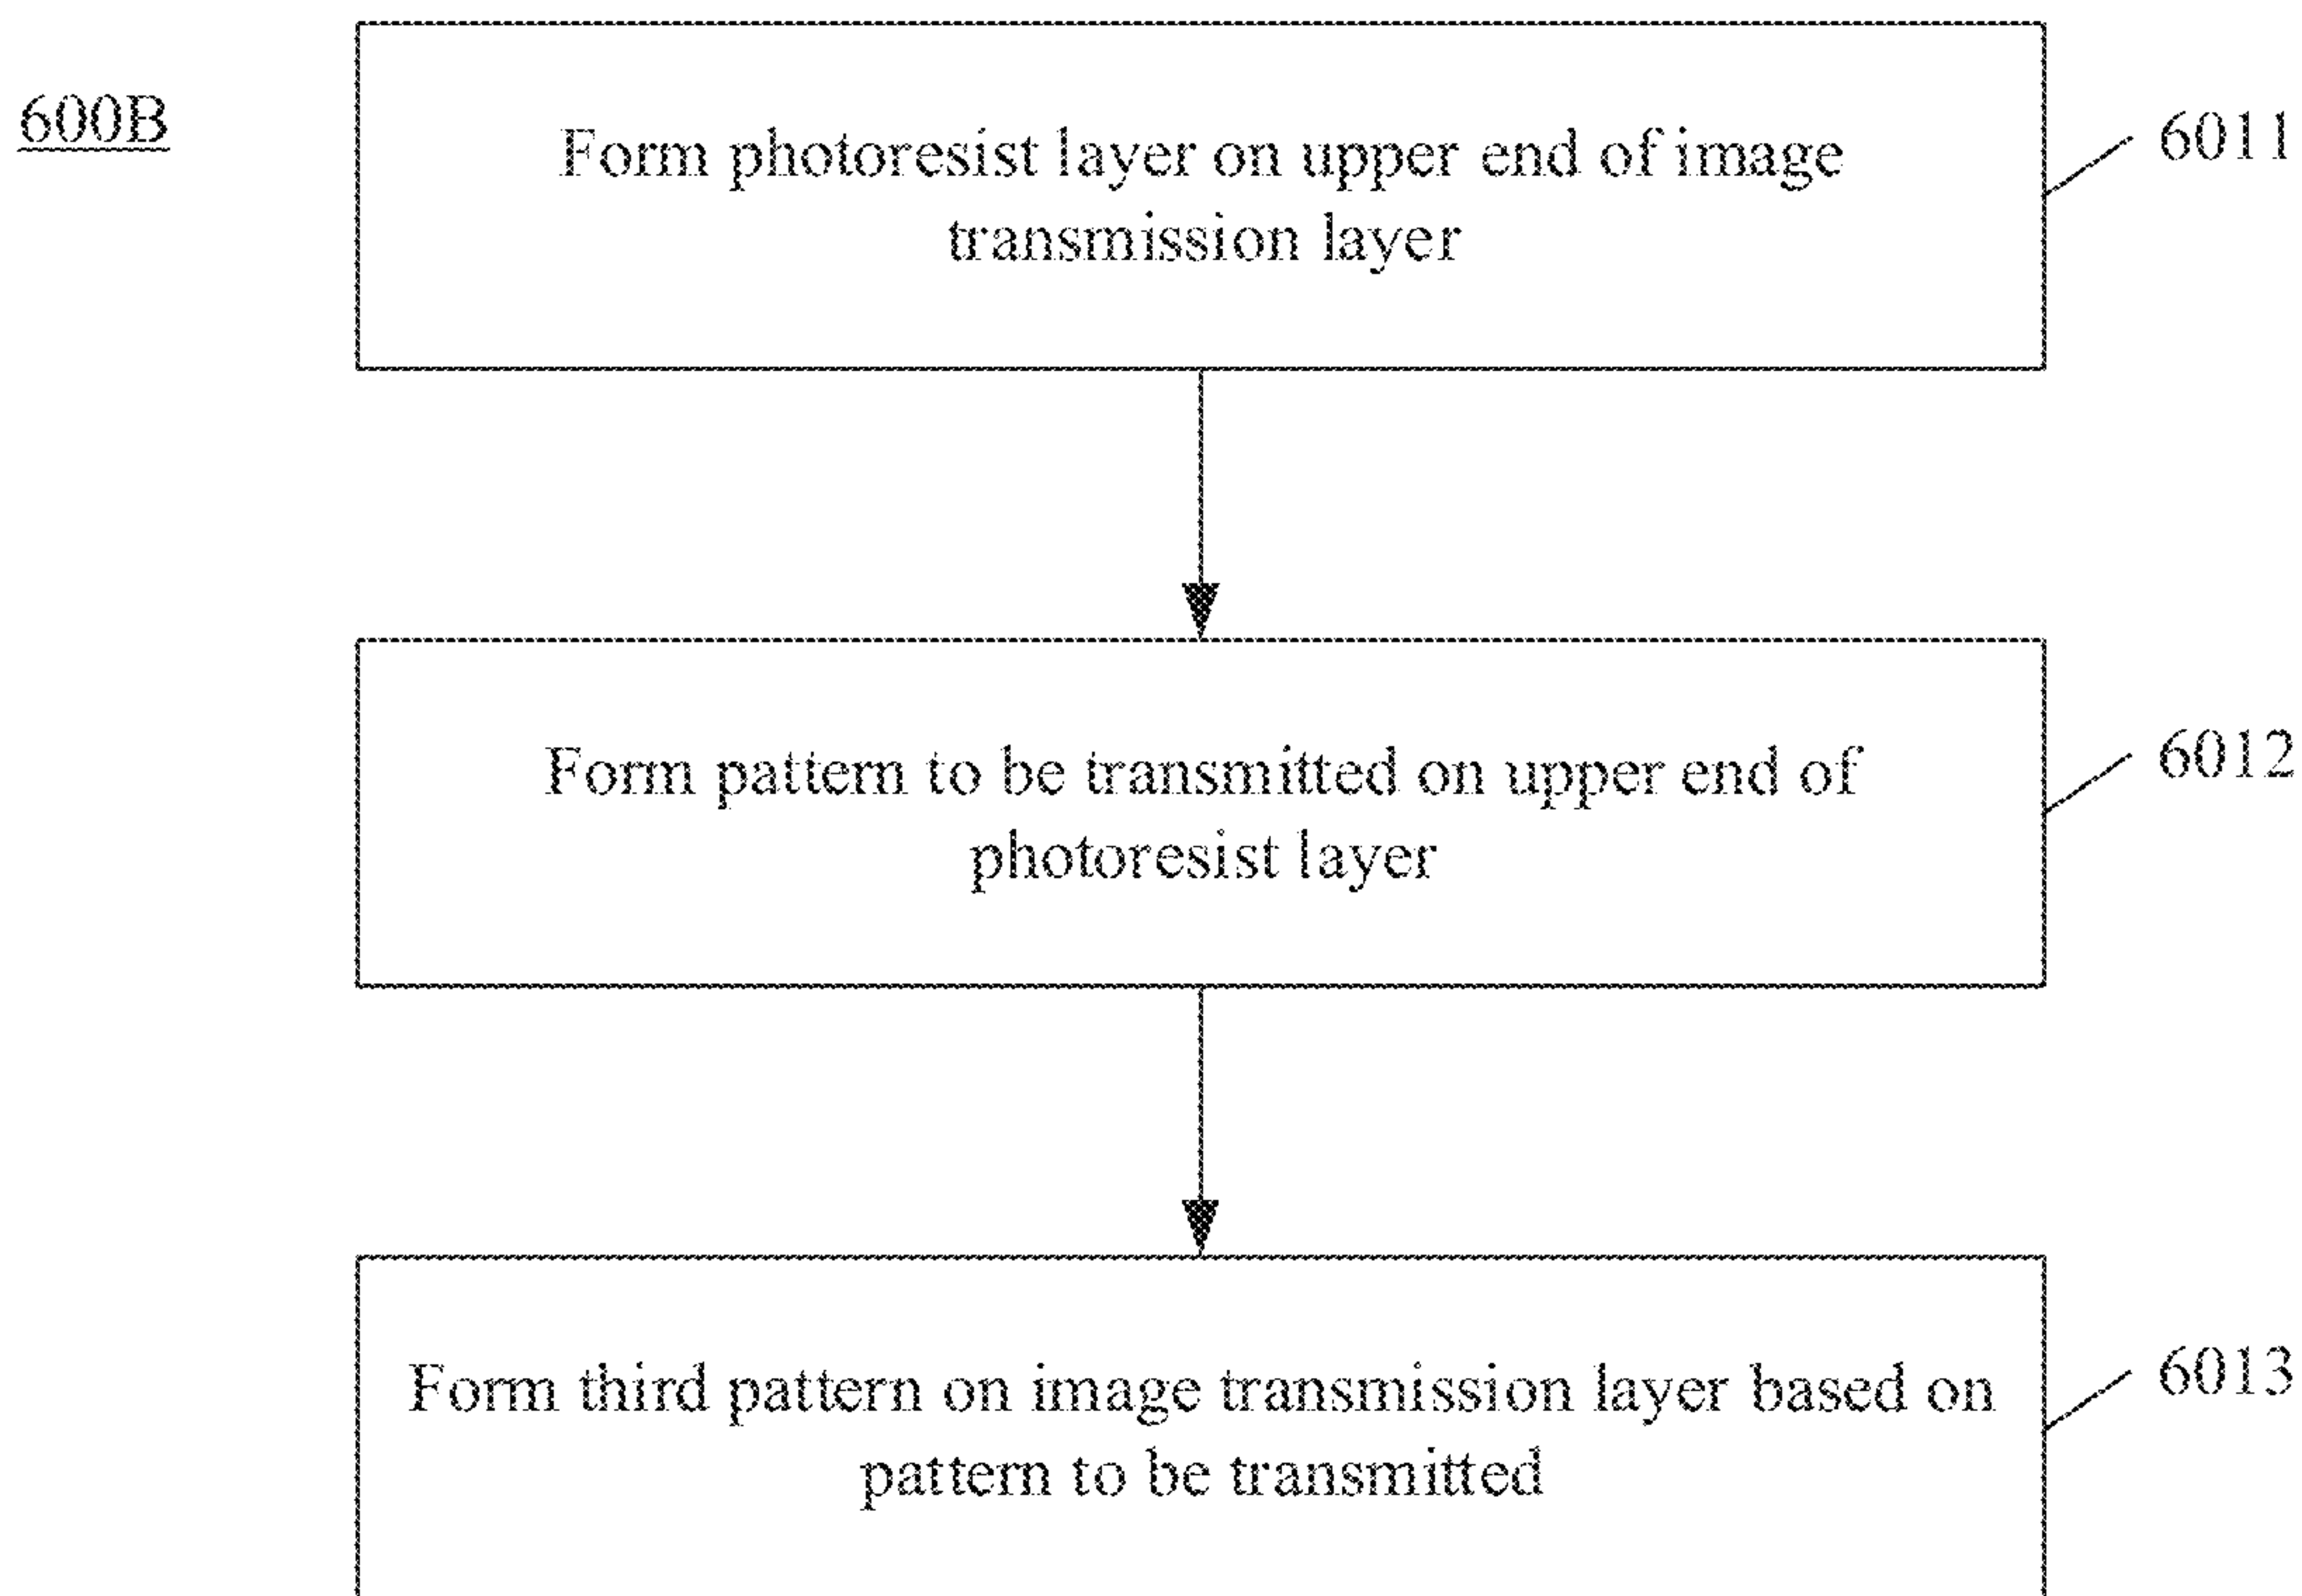 600B
Form photoresist layer on upper end of image
transmission layer
6011
Form pattern to be transmitted on upper end of
photoresist layer
6012
Form third pattern on image transmission layer based on
pattern to be transmitted
6013